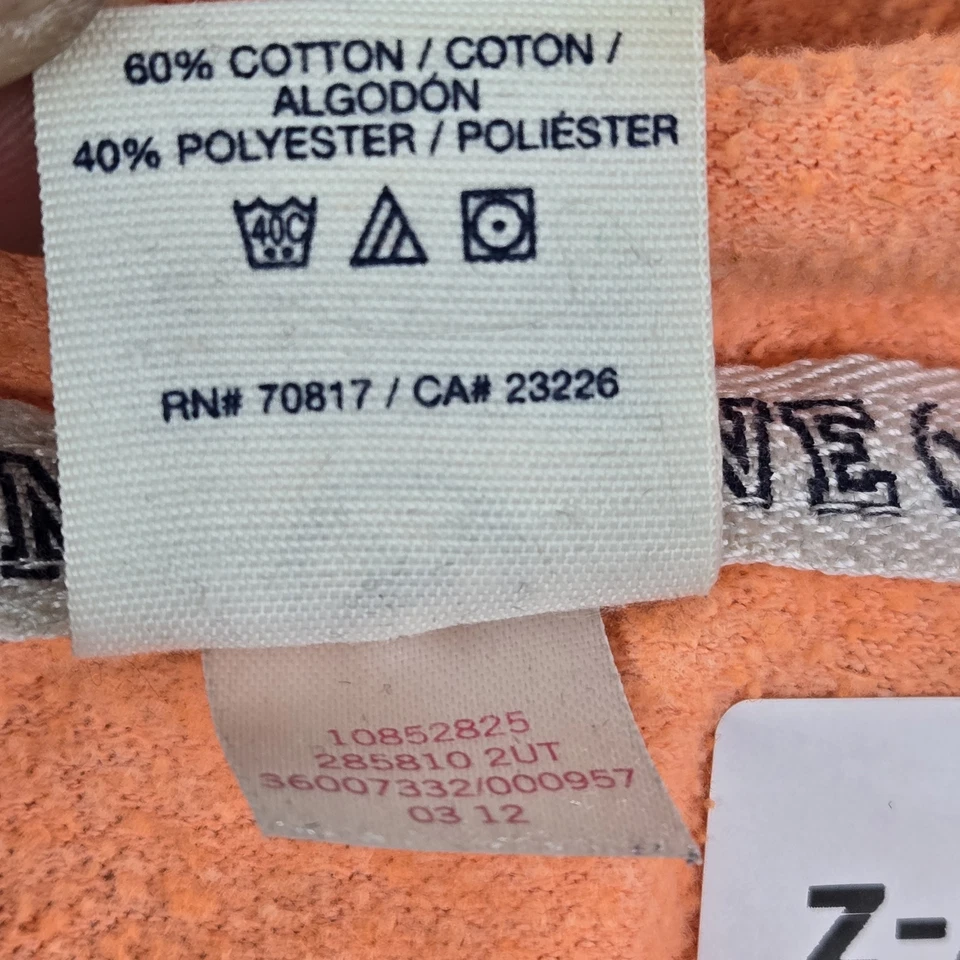 60% COTTON / COTON /
ALGODÓN
40% POLYESTER / POLIÉSTER
40C
RN# 70817 / CA# 23226
NE
10852825
285810 2UT
36007332/000957
03 12
Z-